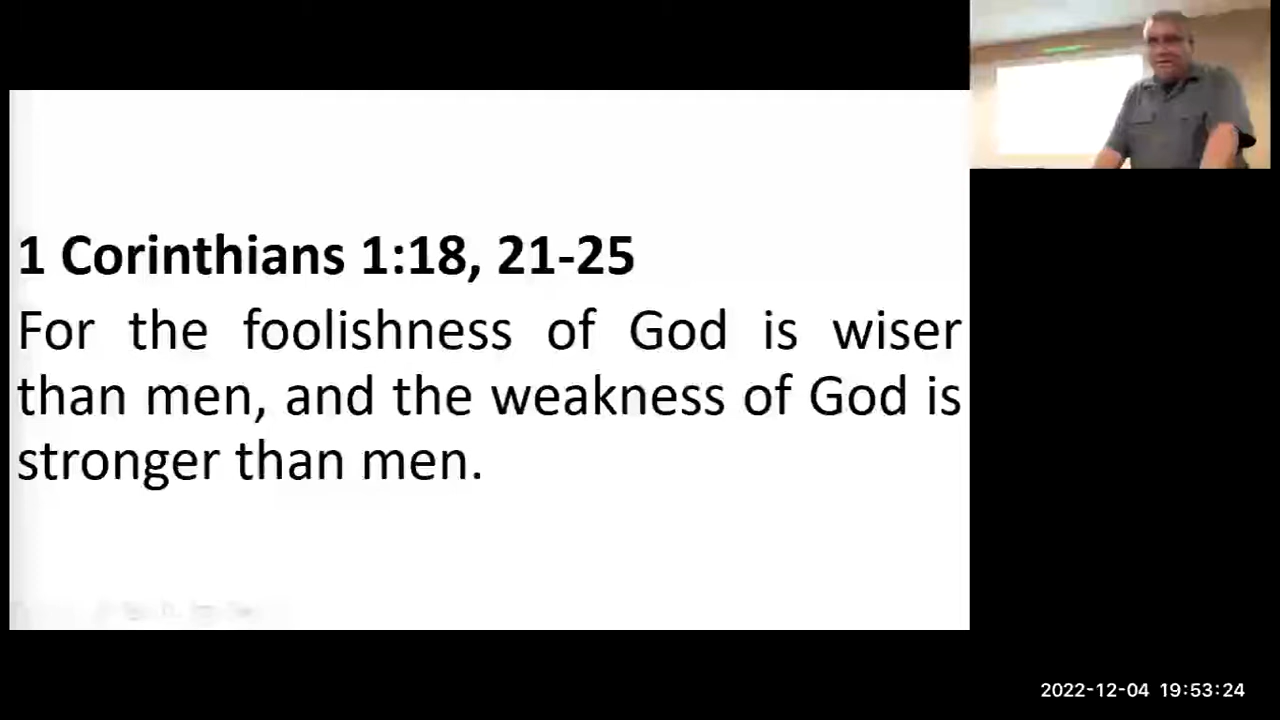 1 Corinthians 1:18, 21-25
For the foolishness of God is wiser
than men, and the weakness of God is
stronger than men.
2022-12-04 19:53:24